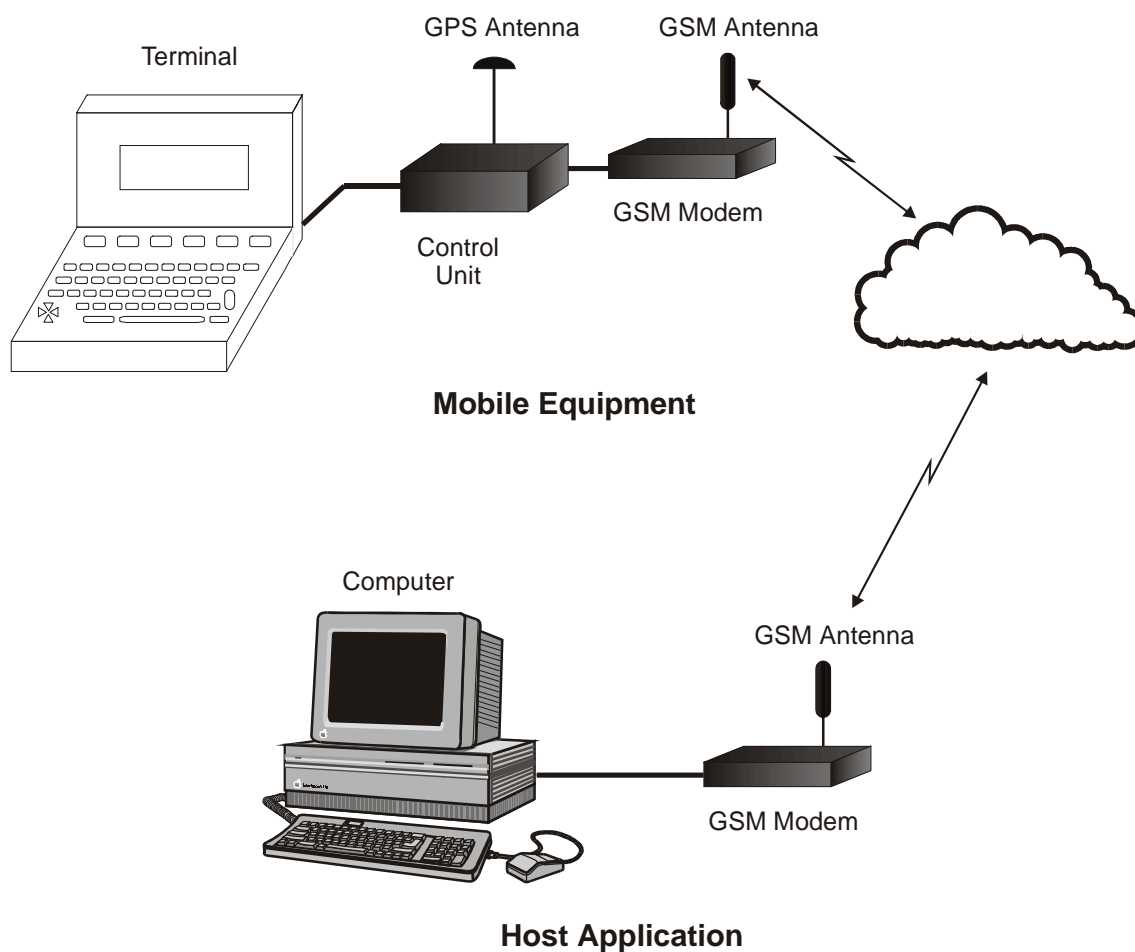 GPS Antenna
GSM Antenna
Terminal
GSM Modem
Control
Unit
Mobile Equipment
Computer
GSM Antenna
GSM Modem
Host Application